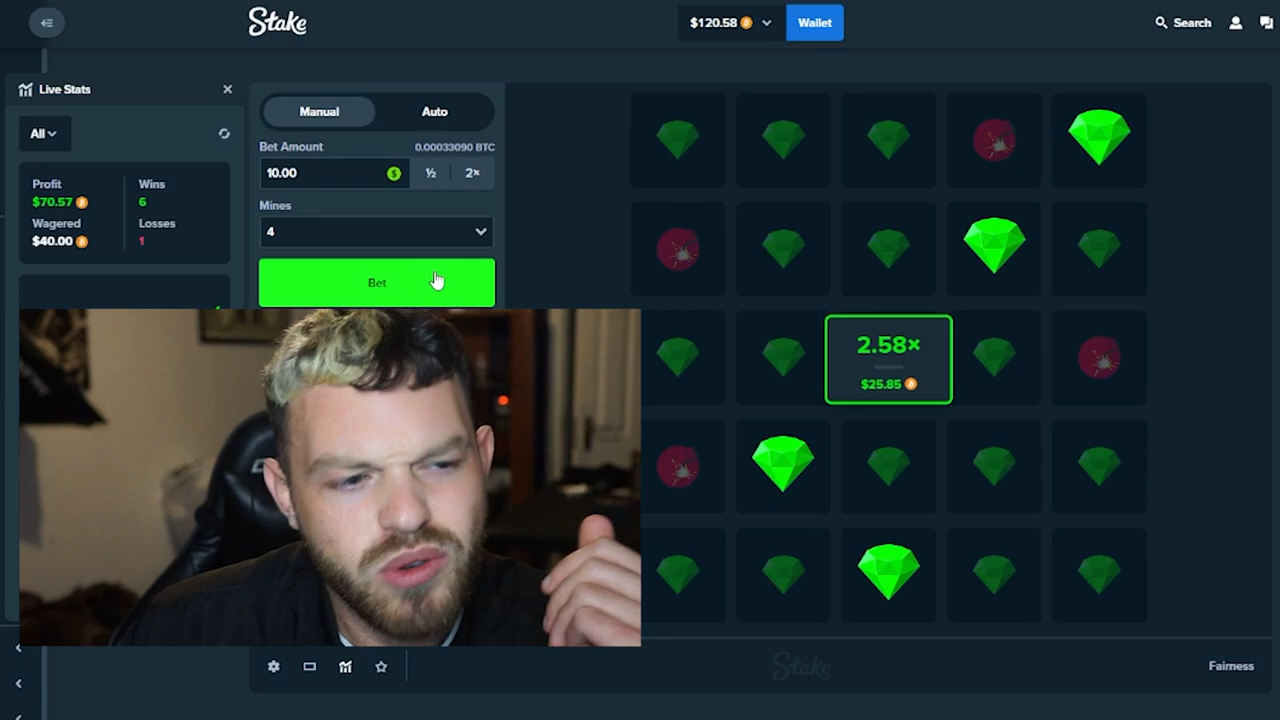 Stake
$120.58
Wallet
Search
Live Stats
All
Profit
$70.57
Wins
6
Wagered
$40.00
Losses
1
Manual
Auto
Bet Amount
0.00033090 BTC
10.00
½
2×
Mines
4
Bet
2.58×
$25.85
Stake
Fairness